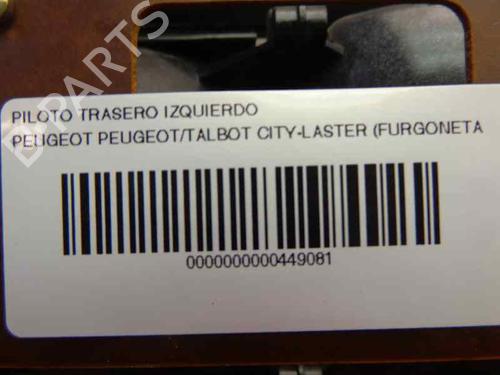 B-PARTS
PILOTO TRASERO IZQUIERDO
PEUGEOT PEUGEOT/TALBOT CITY-LASTER (FURGONETA
0000000000449081